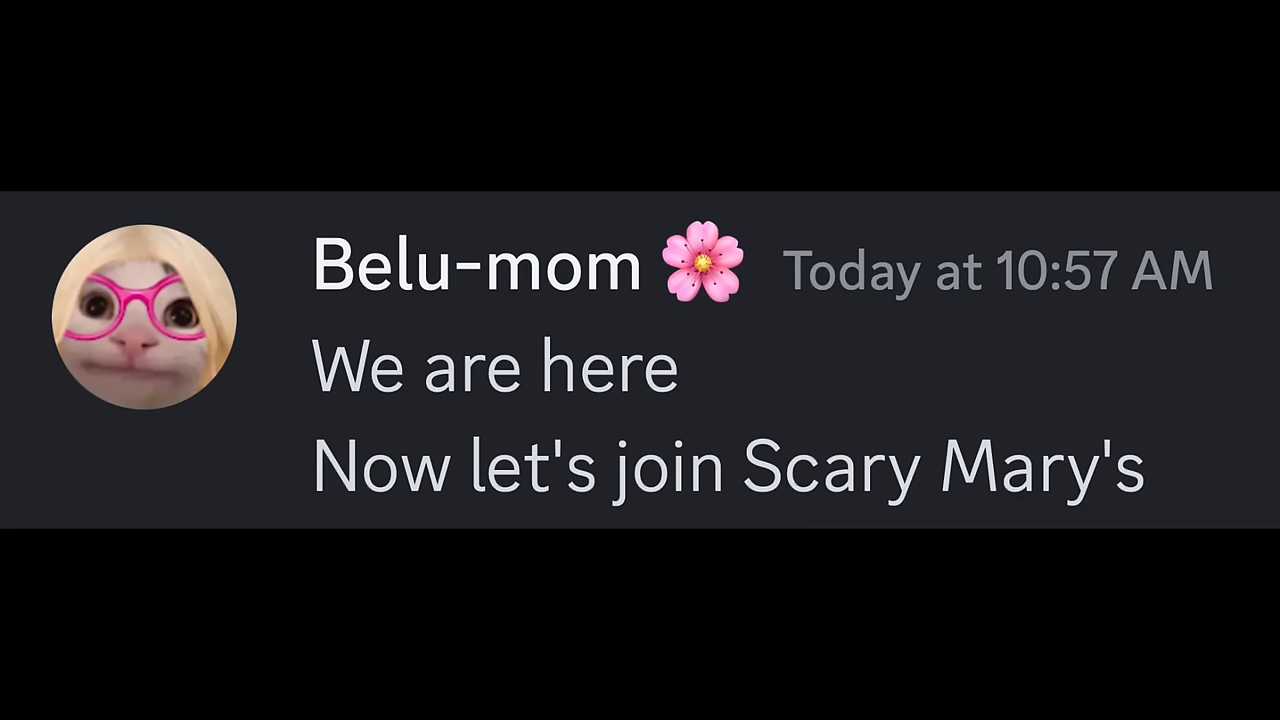 Belu-mom 🌸 Today at 10:57 AM
We are here
Now let's join Scary Mary's